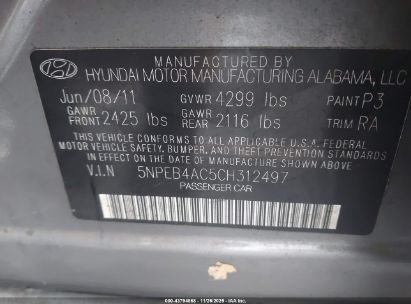 MANUFACTURED BY
HYUNDAI MOTOR MANUFACTURING ALABAMA, LLC
Jun/08/11 GVWR 4299 lbs PAINT P3
GAWR FRONT 2425 lbs GAWR REAR 2116 lbs TRIM RA
THIS VEHICLE CONFORMS TO ALL APPLICABLE U.S. FEDERAL
MOTOR VEHICLE SAFETY, BUMPER, AND THEFT PREVENTION STANDARDS
IN EFFECT ON THE DATE OF MANUFACTURE SHOWN ABOVE.
V.I.N 5NPEB4AC5CH312497
PASSENGER CAR